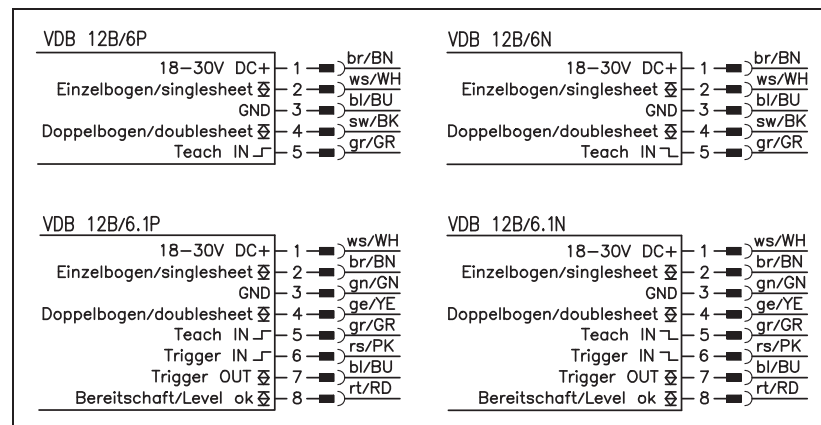 VDB 12B/6P
18-30V DC+ 1 br/BN
Einzelbogen/singlesheet 2 ws/WH
GND 3 bl/BU
Doppelbogen/doublesheet 4 sw/BK
Teach IN 5 gr/GR
VDB 12B/6N
18-30V DC+ 1 br/BN
Einzelbogen/singlesheet 2 ws/WH
GND 3 bl/BU
Doppelbogen/doublesheet 4 sw/BK
Teach IN 5 gr/GR
VDB 12B/6.1P
18-30V DC+ 1 ws/WH
Einzelbogen/singlesheet 2 br/BN
GND 3 gn/GN
Doppelbogen/doublesheet 4 ge/YE
Teach IN 5 gr/GR
Trigger IN 6 rs/PK
Trigger OUT 7 bl/BU
Bereitschaft/Level ok 8 rt/RD
VDB 12B/6.1N
18-30V DC+ 1 ws/WH
Einzelbogen/singlesheet 2 br/BN
GND 3 gn/GN
Doppelbogen/doublesheet 4 ge/YE
Teach IN 5 gr/GR
Trigger IN 6 rs/PK
Trigger OUT 7 bl/BU
Bereitschaft/Level ok 8 rt/RD